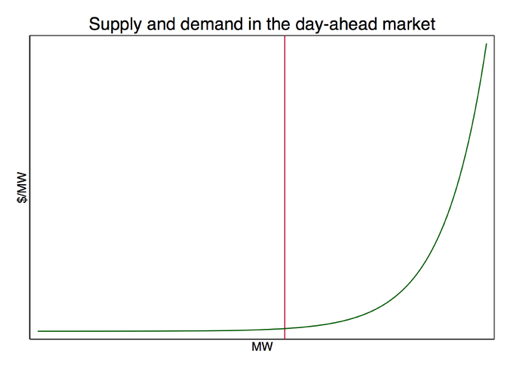 Supply and demand in the day-ahead market
$/MW
MW